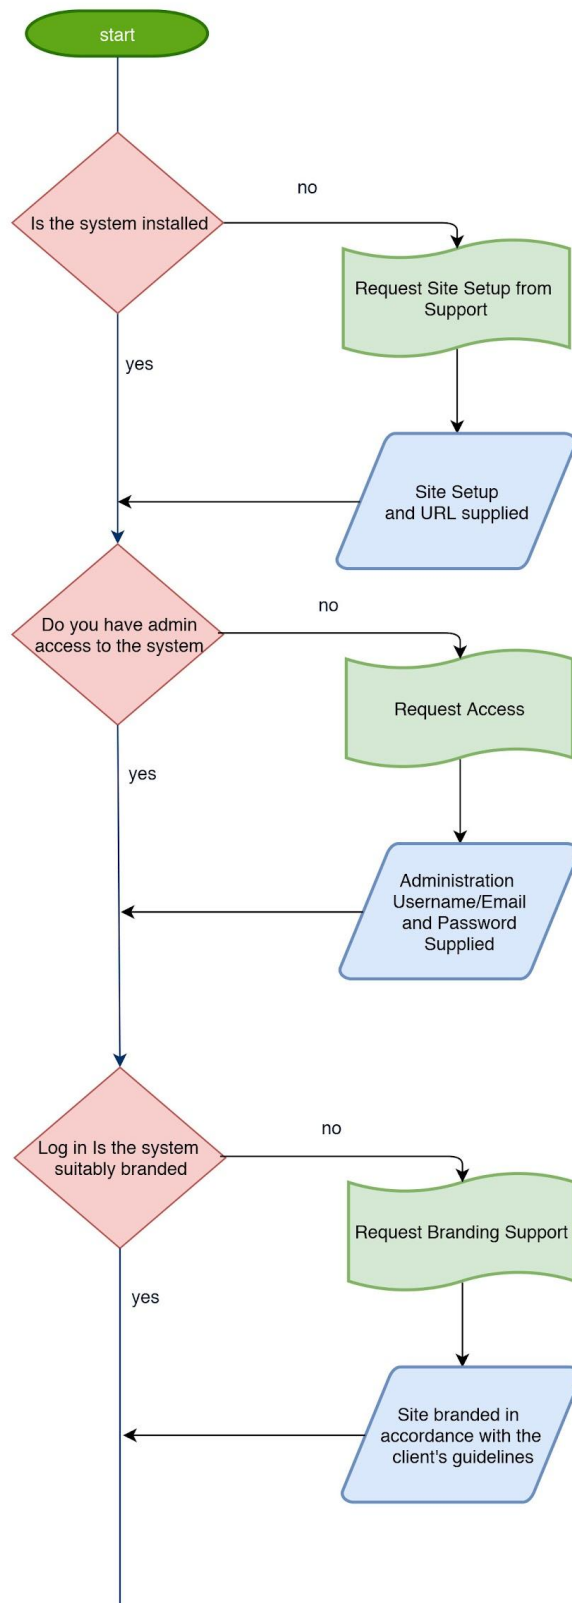 start
no
Is the system installed
Request Site Setup from
Support
yes
Site Setup
and URL supplied
no
Do you have admin
access to the system
Request Access
yes
Administration
Username/Email
and Password
Supplied
no
Log in Is the system
suitably branded
Request Branding Support
yes
Site branded in
accordance with the
client's guidelines